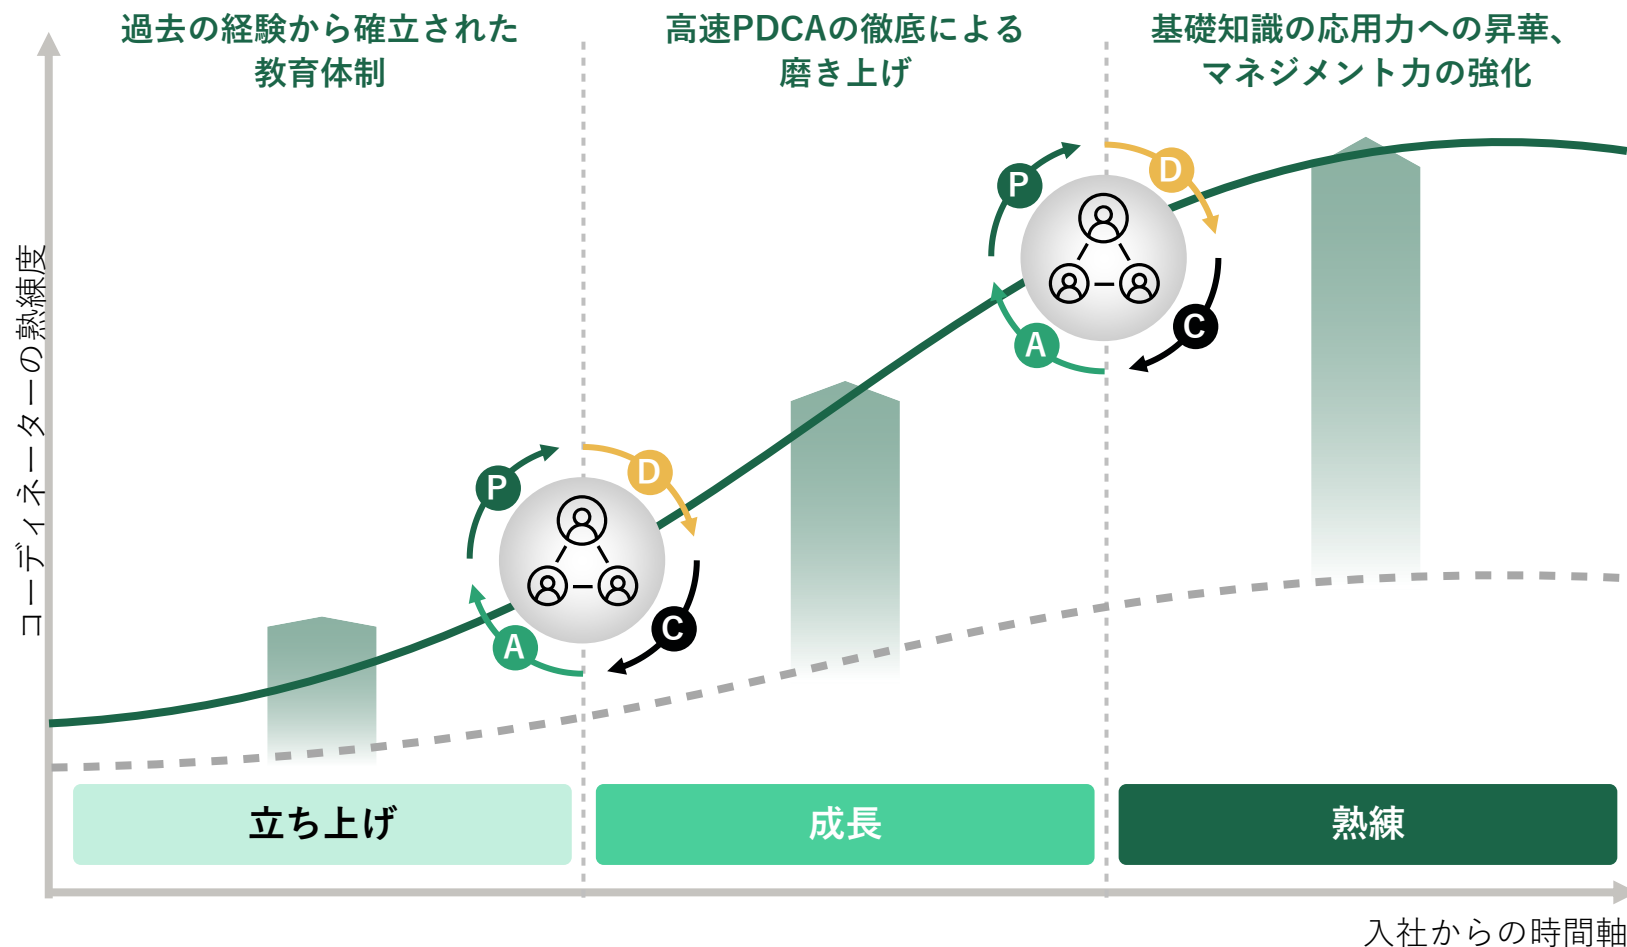 過去の経験から確立された
教育体制
高速PDCAの徹底による
磨き上げ
基礎知識の応用力への昇華、
マネジメント力の強化
コーディネーターの熟練度
P
D
C
A
P
D
C
A
立ち上げ
成長
熟練
入社からの時間軸